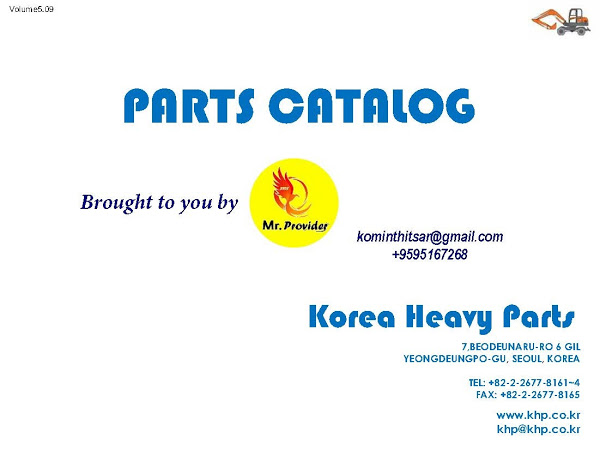 Volume5.09
PARTS CATALOG
Brought to you by
Mr. Provider
kominthitsar@gmail.com
+9595167268
Korea Heavy Parts
7,BEODEUNARU-RO 6 GIL
YEONGDEUNGPO-GU, SEOUL, KOREA
TEL: +82-2-2677-8161~4
FAX: +82-2-2677-8165
www.khp.co.kr
khp@khp.co.kr